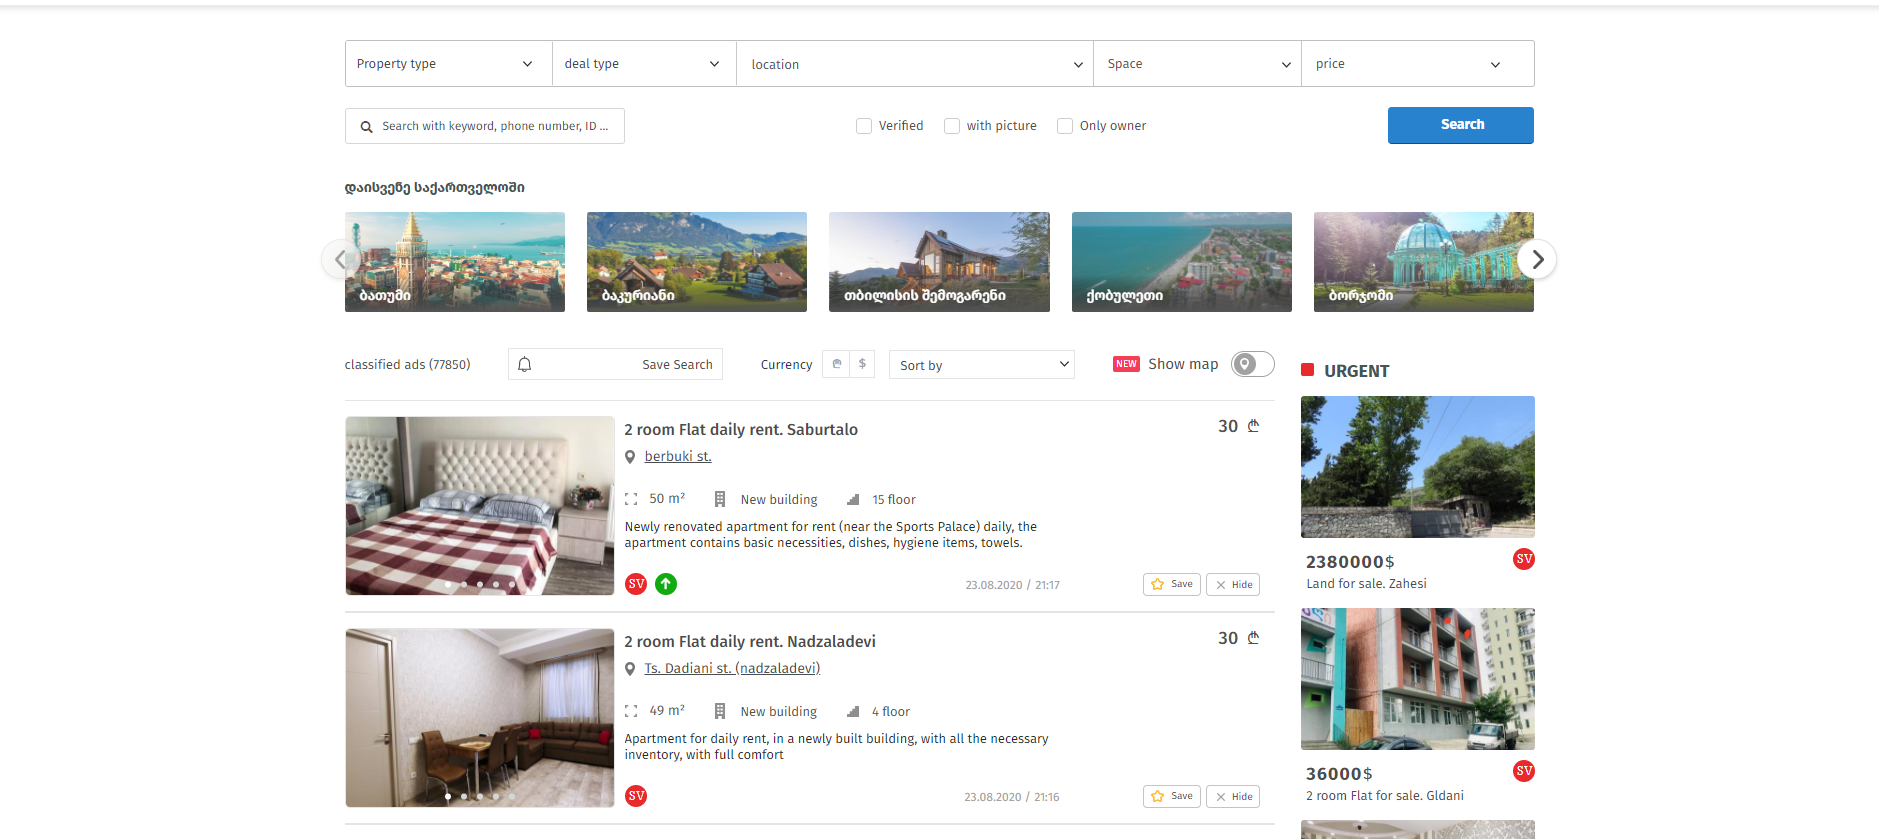 Property type
deal type
location
Space
price
Search with keyword, phone number, ID ...
Verified
with picture
Only owner
Search
დაისვენე საქართველოში
ბათუმი
ბაკურიანი
თბილისის შემოგარენი
ქობულეთი
ბორჯომი
classified ads (77850)
Save Search
Currency
₾
$
Sort by
NEW
Show map
URGENT
2 room Flat daily rent. Saburtalo
30 ₾
berbuki st.
50 m²
New building
15 floor
Newly renovated apartment for rent (near the Sports Palace) daily, the
apartment contains basic necessities, dishes, hygiene items, towels.
SV
23.08.2020 / 21:17
Save
Hide
2 room Flat daily rent. Nadzaladevi
30 ₾
Ts. Dadiani st. (nadzaladevi)
49 m²
New building
4 floor
Apartment for daily rent, in a newly built building, with all the necessary
inventory, with full comfort
SV
23.08.2020 / 21:16
Save
Hide
2380000$
SV
Land for sale. Zahesi
36000$
SV
2 room Flat for sale. Gldani